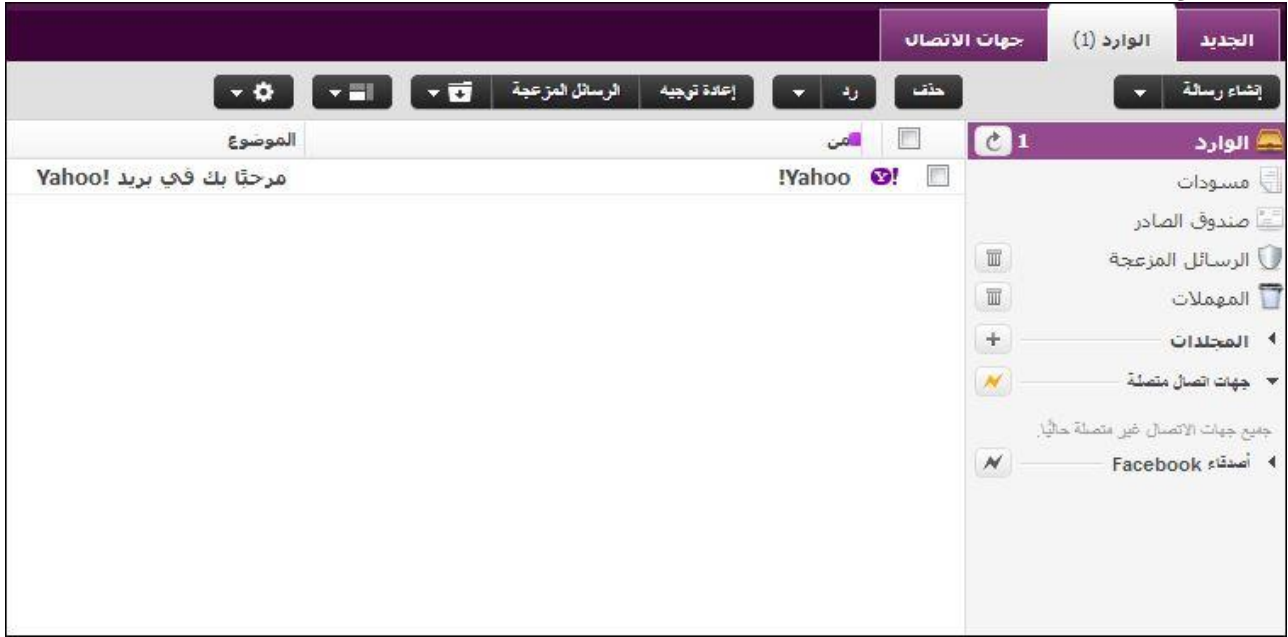 الجديد
الوارد (1)
جهات الاتصال
إنشاء رسالة
حذف
رد
إعادة توجيه
الرسائل المزعجة
الوارد 1
من
الموضوع
Yahoo!
مرحبًا بك في بريد Yahoo!
مسودات
صندوق الصادر
الرسائل المزعجة
المهملات
المجلدات
جهات اتصال متصلة
جميع جهات الاتصال غير متصلة حاليًا.
أصدقاء Facebook